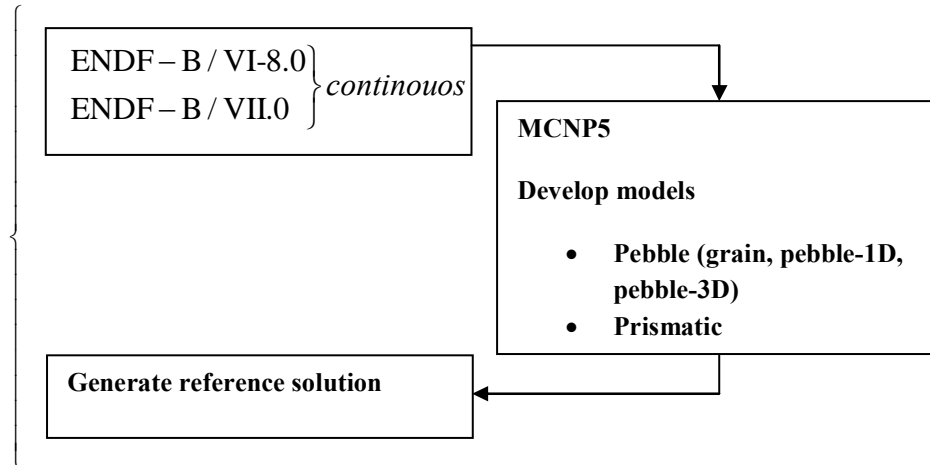 ENDF – B / VI-8.0
ENDF – B / VII.0
continouos
MCNP5
Develop models
• Pebble (grain, pebble-1D,
pebble-3D)
• Prismatic
Generate reference solution